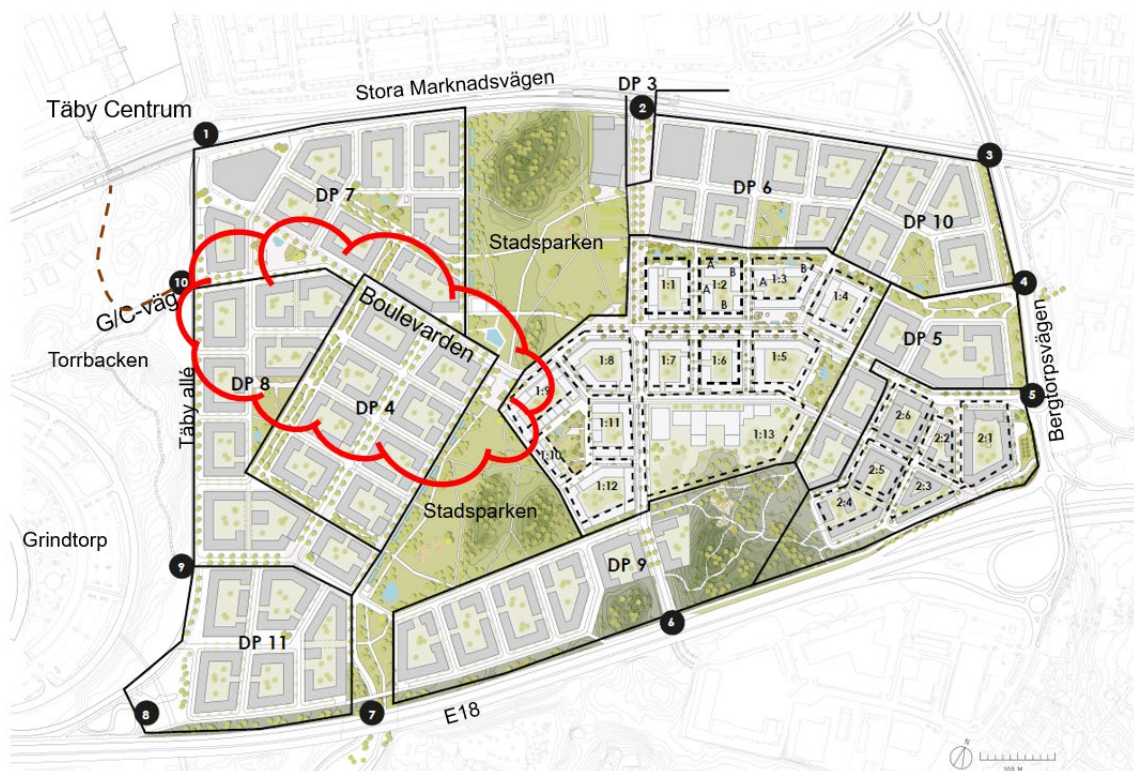 Stora Marknadsvägen
DP 3
Täby Centrum
1
2
3
DP 7
DP 6
DP 10
Stadsparken
10
G/C-väg
Boulevarden
1:1
A
B
1:2
A
B
1:3
B
A
1:4
4
DP 5
Bergtorpsvägen
5
Torrbacken
Täby allé
DP 8
DP 4
1:9
1:8
1:7
1:6
1:5
1:10
1:11
1:13
1:12
2:6
2:2
2:1
2:5
2:3
2:4
Stadsparken
Grindtorp
9
DP 9
6
DP 11
8
7
E18
N
100 M